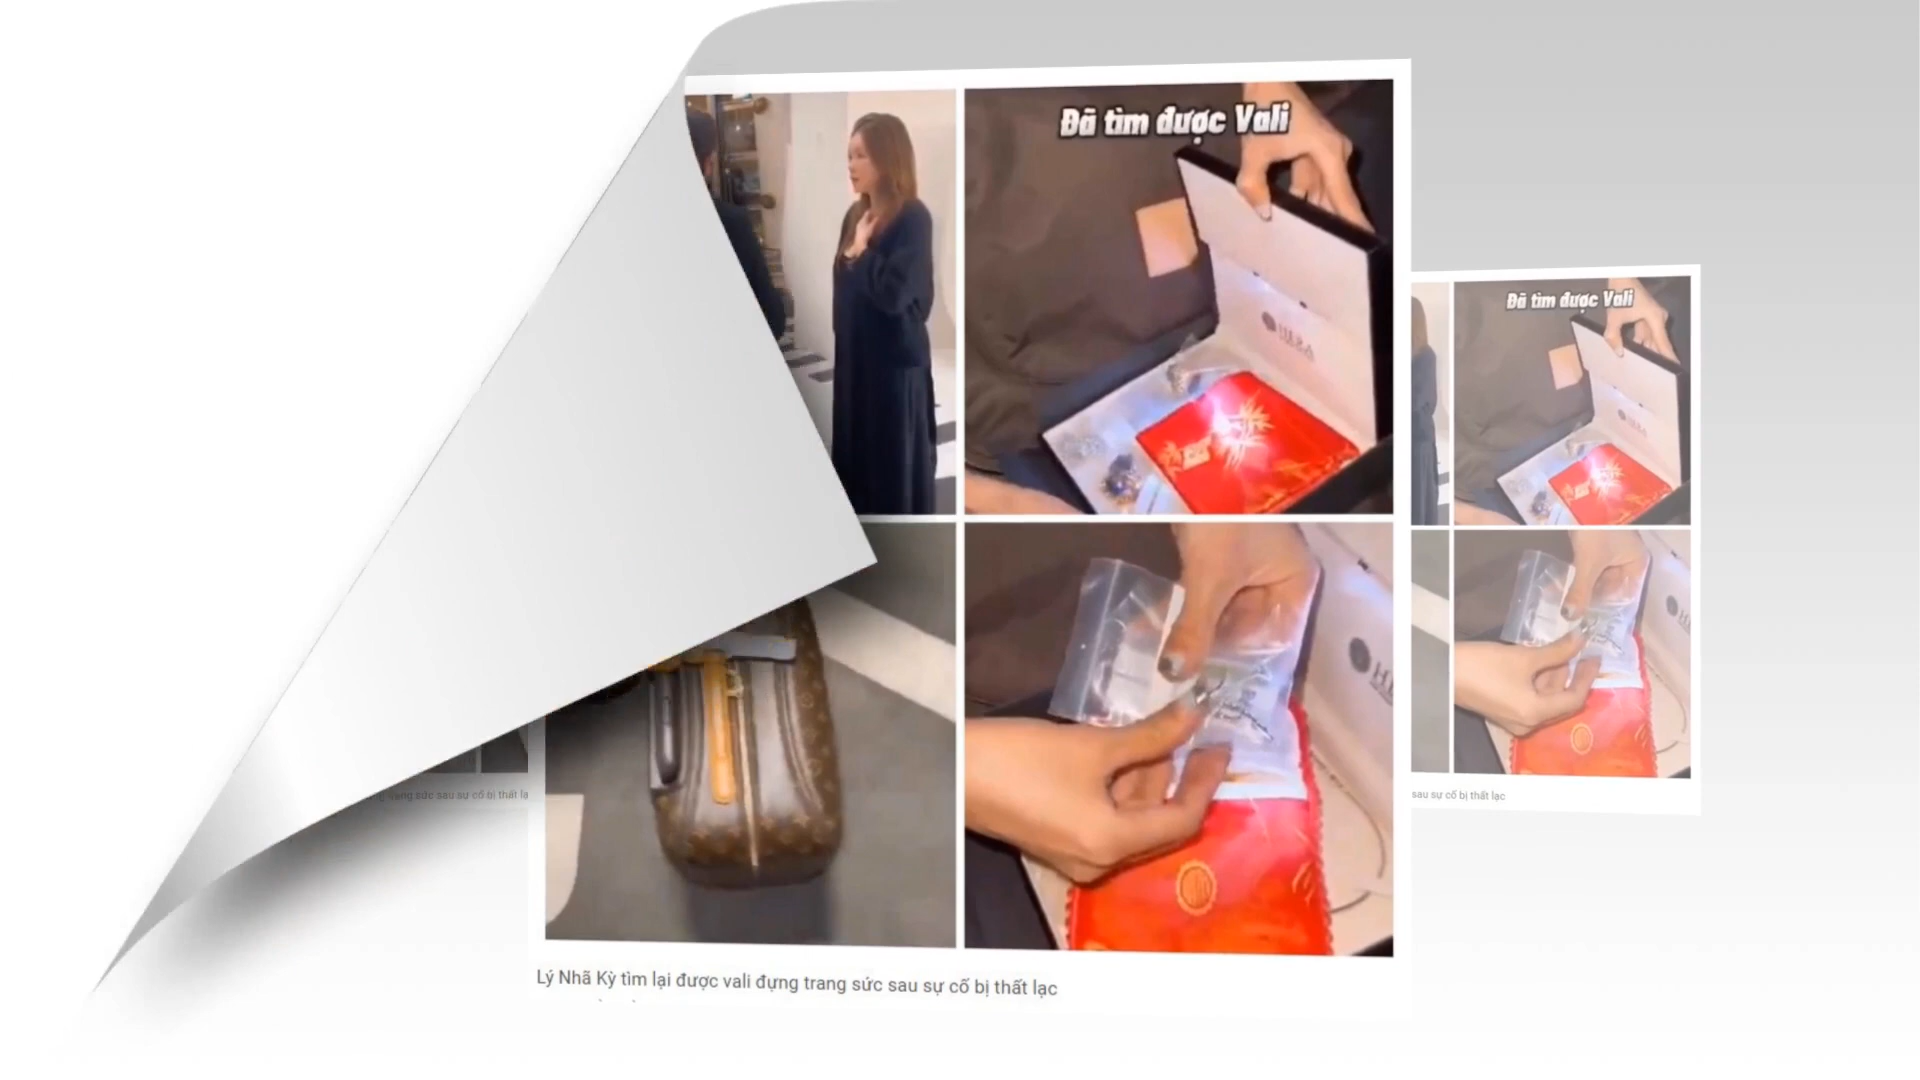 Đã tìm được Vali
Đã tìm được Vali
sau sự cố bị thất lạc
Lý Nhã Kỳ tìm lại được vali đựng trang sức sau sự cố bị thất lạc